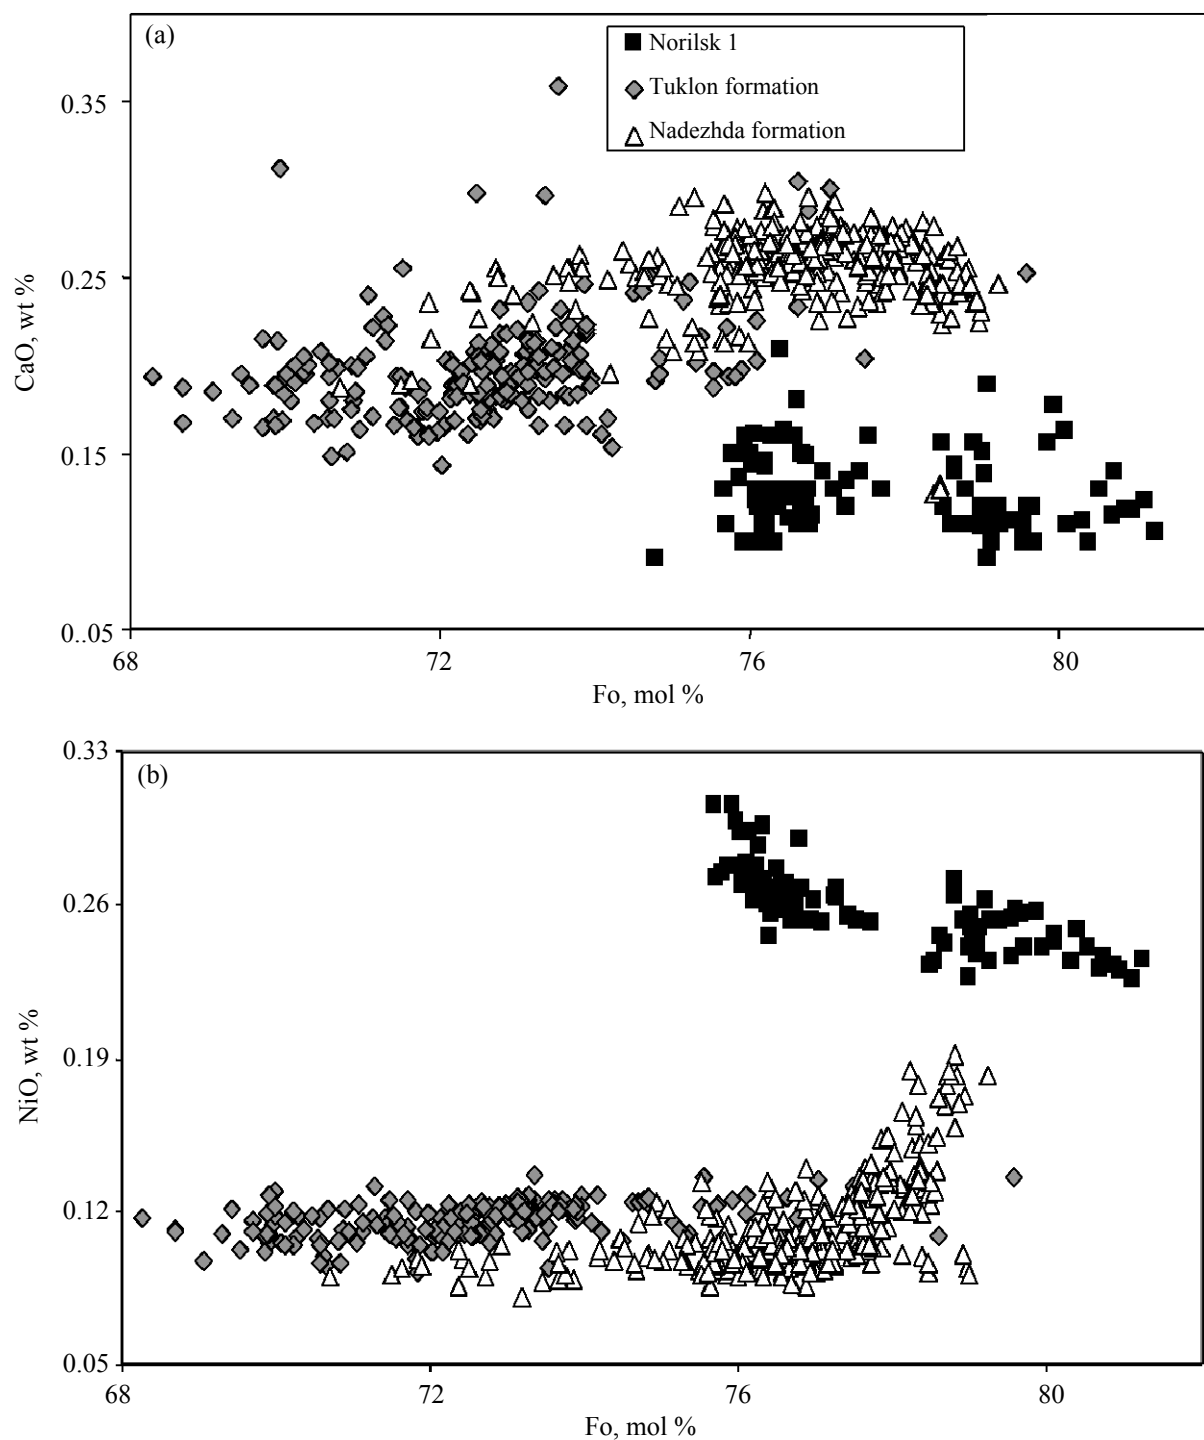 (a)
Norilsk 1
Tuklon formation
Nadezhda formation
0.35
0.25
0.15
0.05
CaO, wt %
68
72
76
80
Fo, mol %
(b)
0.33
0.26
0.19
0.12
0.05
NiO, wt %
68
72
76
80
Fo, mol %